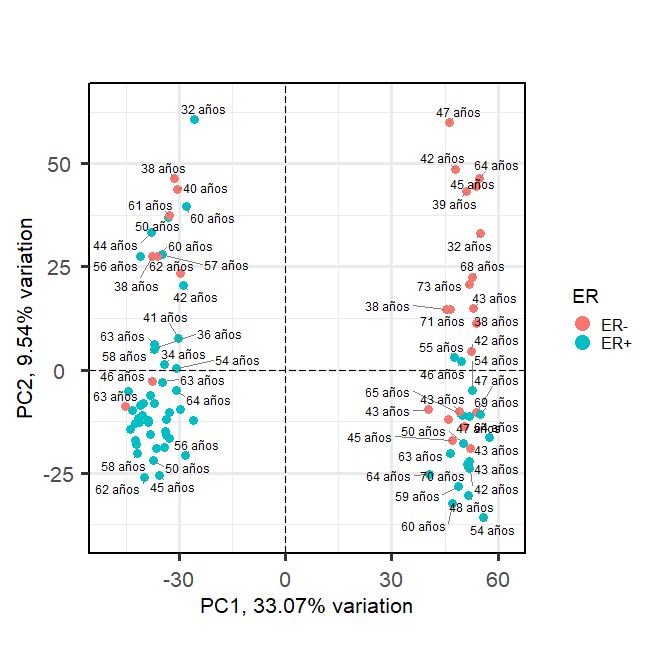 32 años
47 años
38 años
40 años
42 años
64 años
45 años
39 años
61 años
60 años
50 años
44 años
32 años
60 años
56 años
62 años
57 años
38 años
42 años
68 años
73 años
43 años
38 años
71 años
38 años
41 años
63 años
36 años
58 años
34 años
54 años
42 años
55 años
54 años
46 años
63 años
46 años
47 años
65 años
63 años
64 años
43 años
69 años
43 años
50 años
47 años
45 años
56 años
63 años
43 años
58 años
50 años
64 años
70 años
43 años
62 años
45 años
59 años
42 años
48 años
60 años
54 años
50
25
0
-25
-30
0
30
60
PC1, 33.07% variation
PC2, 9.54% variation
ER
ER-
ER+